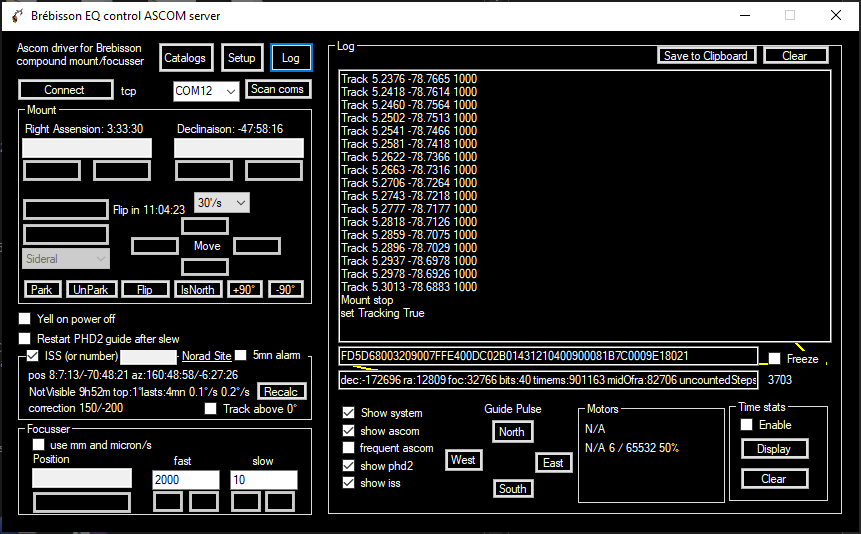 Brébisson EQ control ASCOM server
Ascom driver for Brebisson
compound mount/focusser
Catalogs
Setup
Log
Connect
tcp
COM12
Scan coms
Mount
Right Assension: 3:33:30
Declinaison: -47:58:16
Flip in 11:04:23
30'/s
Move
Sideral
Park
UnPark
Flip
IsNorth
+90°
-90°
Yell on power off
Restart PHD2 guide after slew
ISS (or number)
Norad Site
5mn alarm
pos 8:7:13/-70:48:21 az:160:48:58/-6:27:26
NotVisible 9h52m top:1°lasts:4mn 0.1°/s 0.2°/s
Recalc
correction 150/-200
Track above 0°
Focusser
use mm and micron/s
Position
fast
slow
2000
10
Log
Save to Clipboard
Clear
Track 5.2376 -78.7665 1000
Track 5.2418 -78.7614 1000
Track 5.2460 -78.7564 1000
Track 5.2502 -78.7513 1000
Track 5.2541 -78.7466 1000
Track 5.2581 -78.7418 1000
Track 5.2622 -78.7366 1000
Track 5.2663 -78.7316 1000
Track 5.2706 -78.7264 1000
Track 5.2743 -78.7218 1000
Track 5.2777 -78.7177 1000
Track 5.2818 -78.7126 1000
Track 5.2859 -78.7075 1000
Track 5.2896 -78.7029 1000
Track 5.2937 -78.6978 1000
Track 5.2978 -78.6926 1000
Track 5.3013 -78.6883 1000
Mount stop
set Tracking True
FD5D68003209007FFE400DC02B01431210400900081B7C0009E18021
Freeze
dec:-172696 ra:12809 foc:32766 bits:40 timems:901163 midOfra:82706 uncountedSteps
3703
Show system
show ascom
frequent ascom
show phd2
show iss
Guide Pulse
North
West
East
South
Motors
N/A
N/A 6 / 65532 50%
Time stats
Enable
Display
Clear